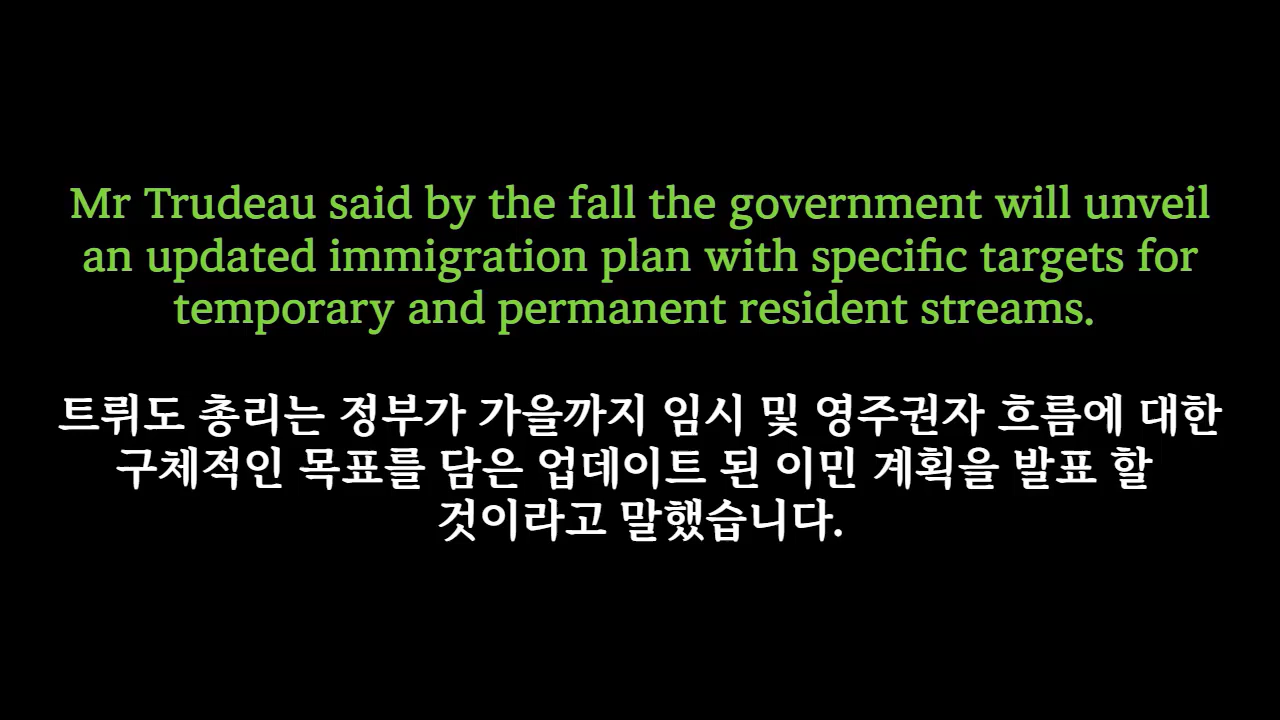 Mr Trudeau said by the fall the government will unveil
an updated immigration plan with specific targets for
temporary and permanent resident streams.
트뤼도 총리는 정부가 가을까지 임시 및 영주권자 흐름에 대한
구체적인 목표를 담은 업데이트 된 이민 계획을 발표 할
것이라고 말했습니다.